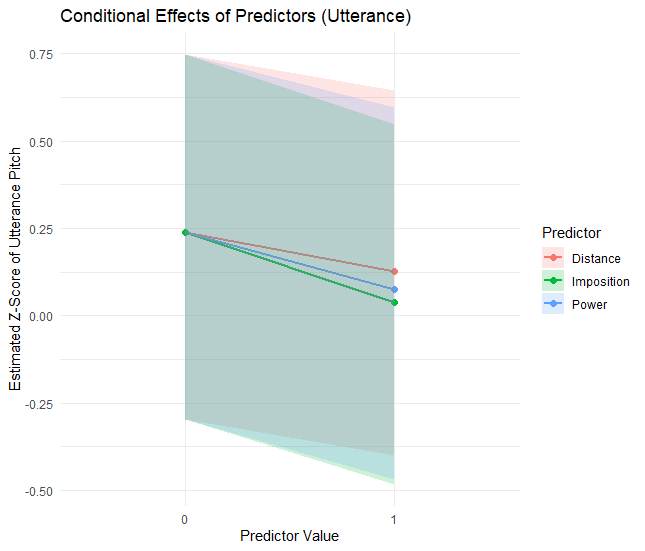 Conditional Effects of Predictors (Utterance)
Estimated Z-Score of Utterance Pitch
0.75
0.50
0.25
0.00
-0.25
-0.50
0
1
Predictor Value
Predictor
Distance
Imposition
Power